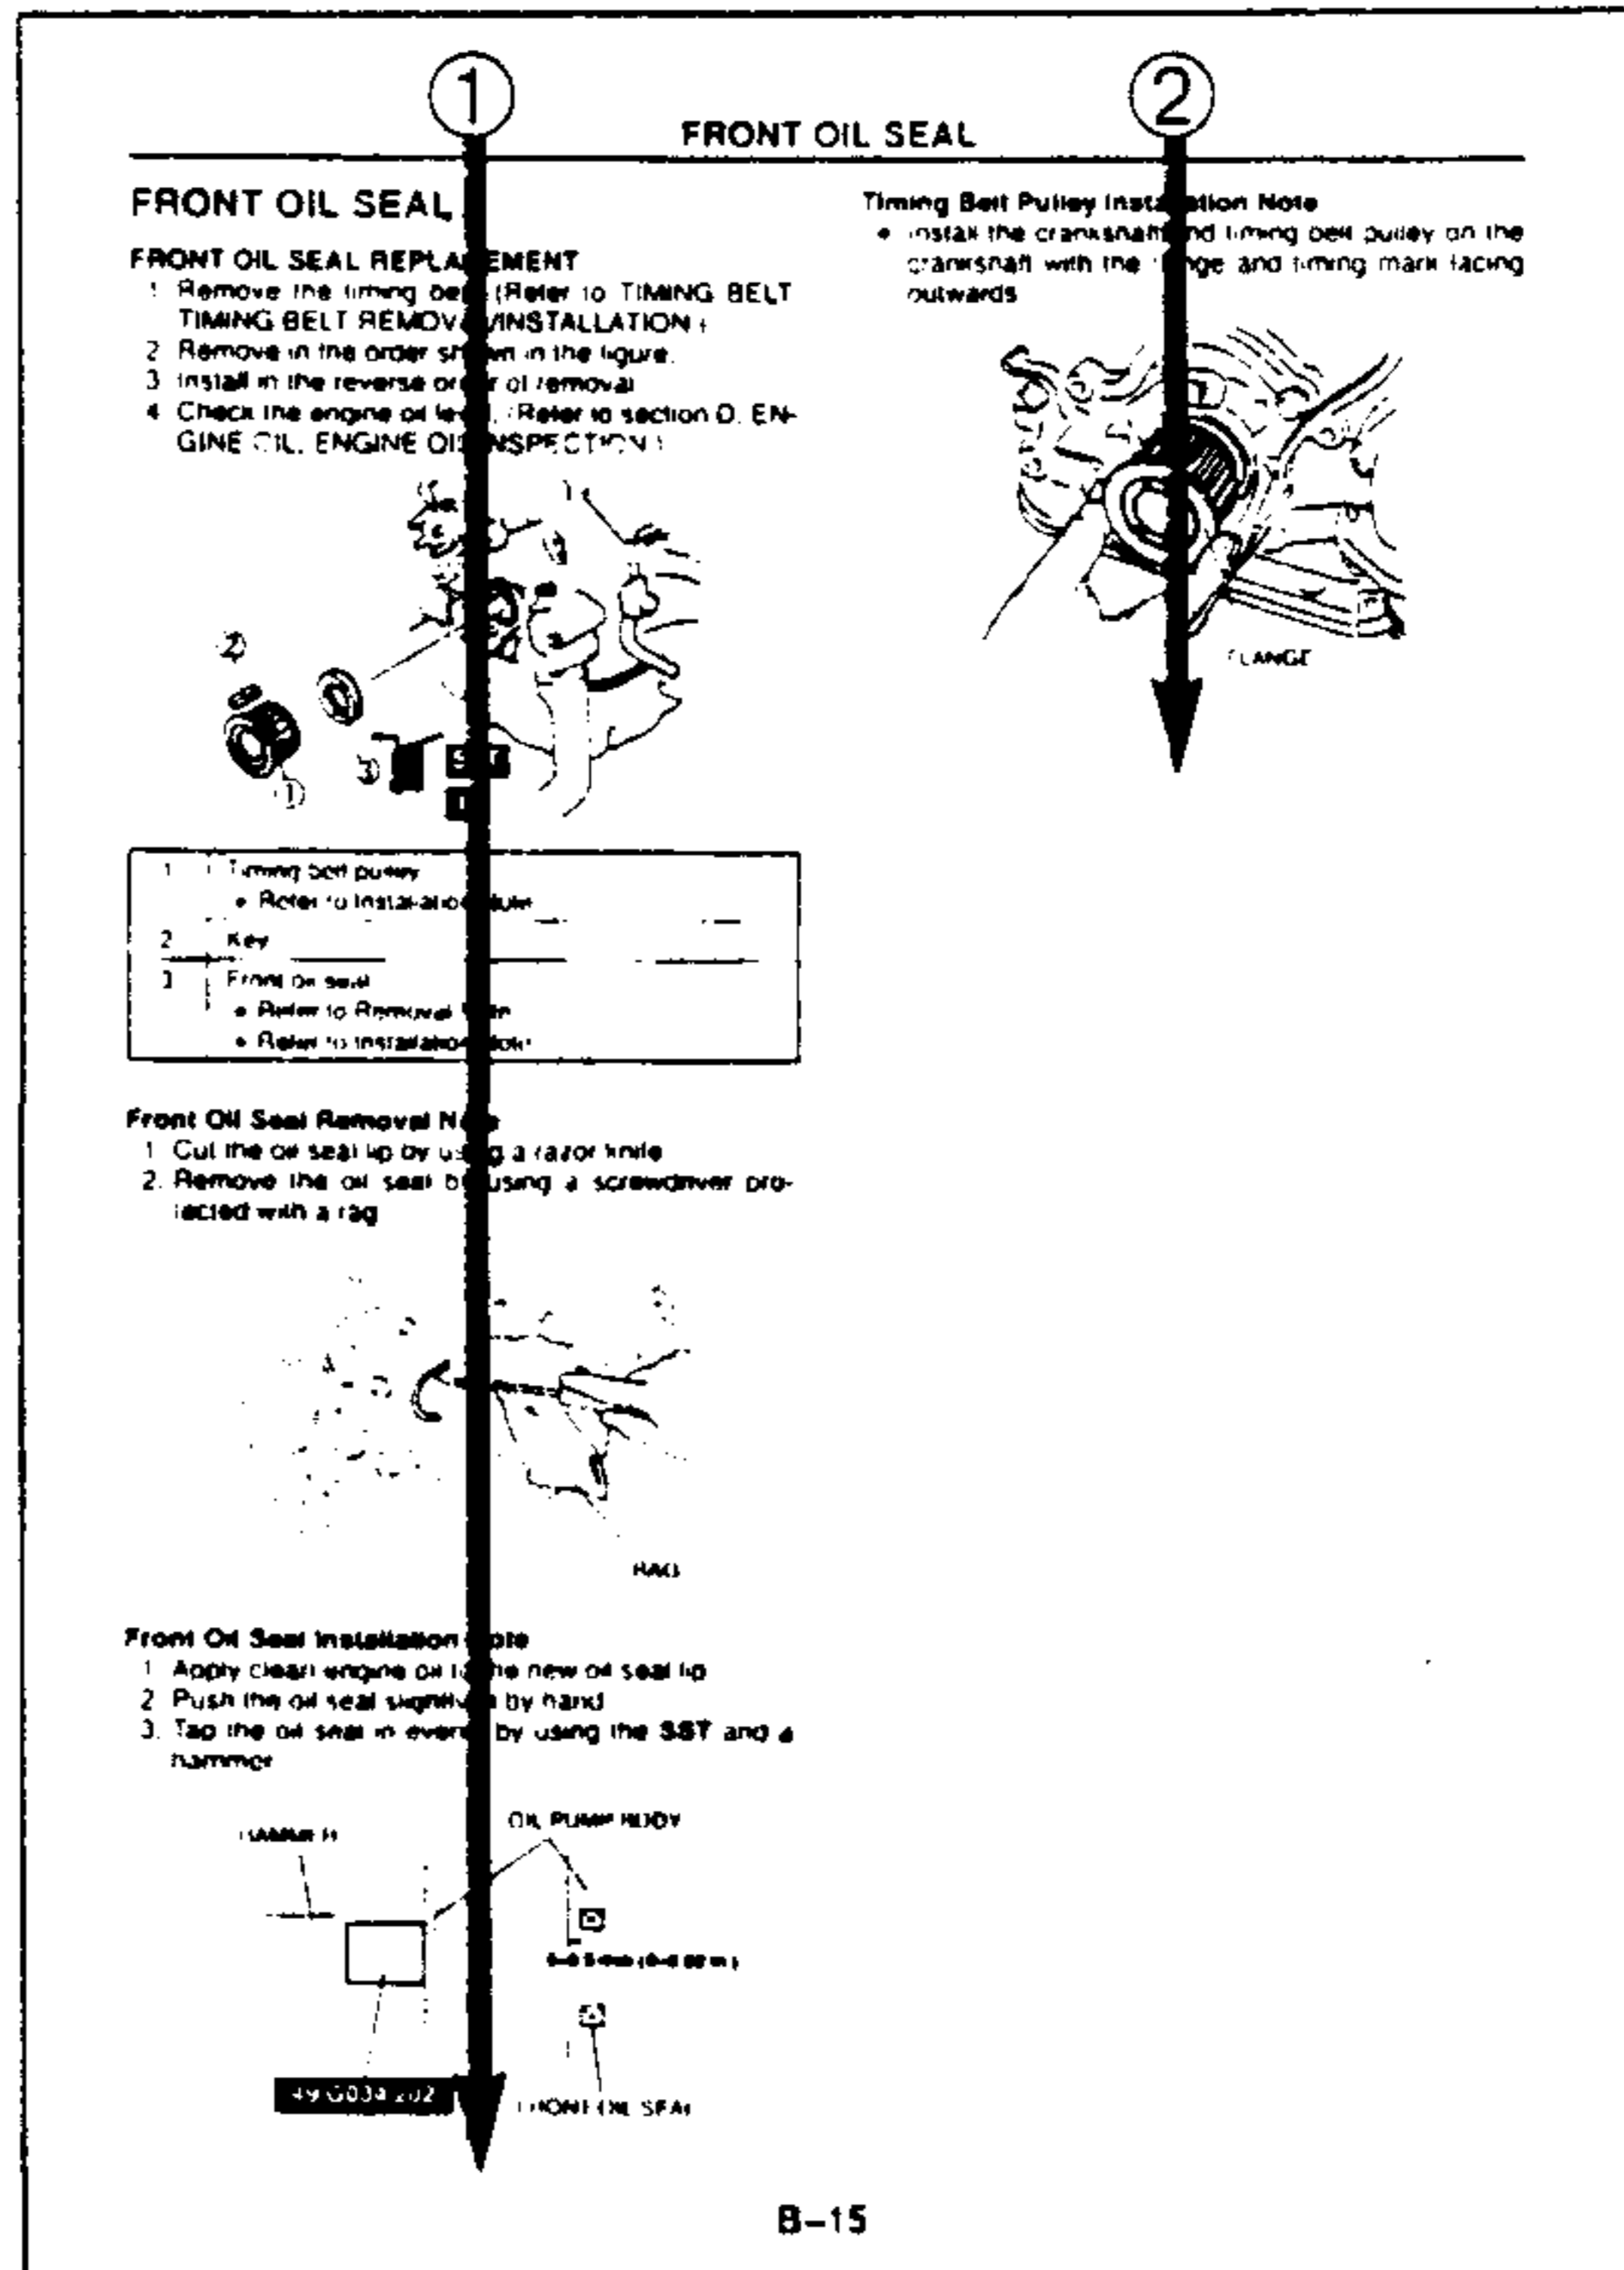 1
2
FRONT OIL SEAL
FRONT OIL SEAL
FRONT OIL SEAL REPLACEMENT
1 Remove the timing belt (Refer to TIMING BELT
TIMING BELT REMOVAL/INSTALLATION)
2 Remove in the order shown in the figure.
3 Install in the reverse order of removal
4 Check the engine oil level. (Refer to section D, EN-
GINE OIL, ENGINE OIL INSPECTION)
2
3
1
SST
1 Timing belt pulley
• Refer to Installation Note
2 Key
3 Front oil seal
• Refer to Removal Note
• Refer to Installation Note
Front Oil Seal Removal Note
1 Cut the oil seal lip by using a razor knife
2. Remove the oil seal by using a screwdriver pro-
tected with a rag
RAG
Front Oil Seal Installation Note
1 Apply clean engine oil to the new oil seal lip
2 Push the oil seal slightly in by hand
3. Tap the oil seal in evenly by using the SST and a
hammer
HAMMER
OIL PUMP BODY
49 G034 202
FRONT OIL SEAL
Timing Belt Pulley Installation Note
• Install the crankshaft and timing belt pulley on the
crankshaft with the flange and timing mark facing
outwards
FLANGE
B–15